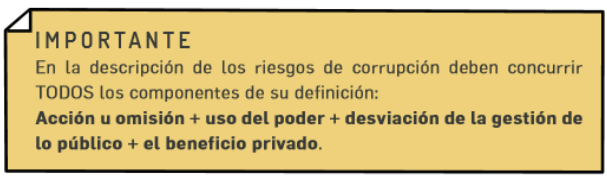 IMPORTANTE
En la descripción de los riesgos de corrupción deben concurrir
TODOS los componentes de su definición:
Acción u omisión + uso del poder + desviación de la gestión de
lo público + el beneficio privado.